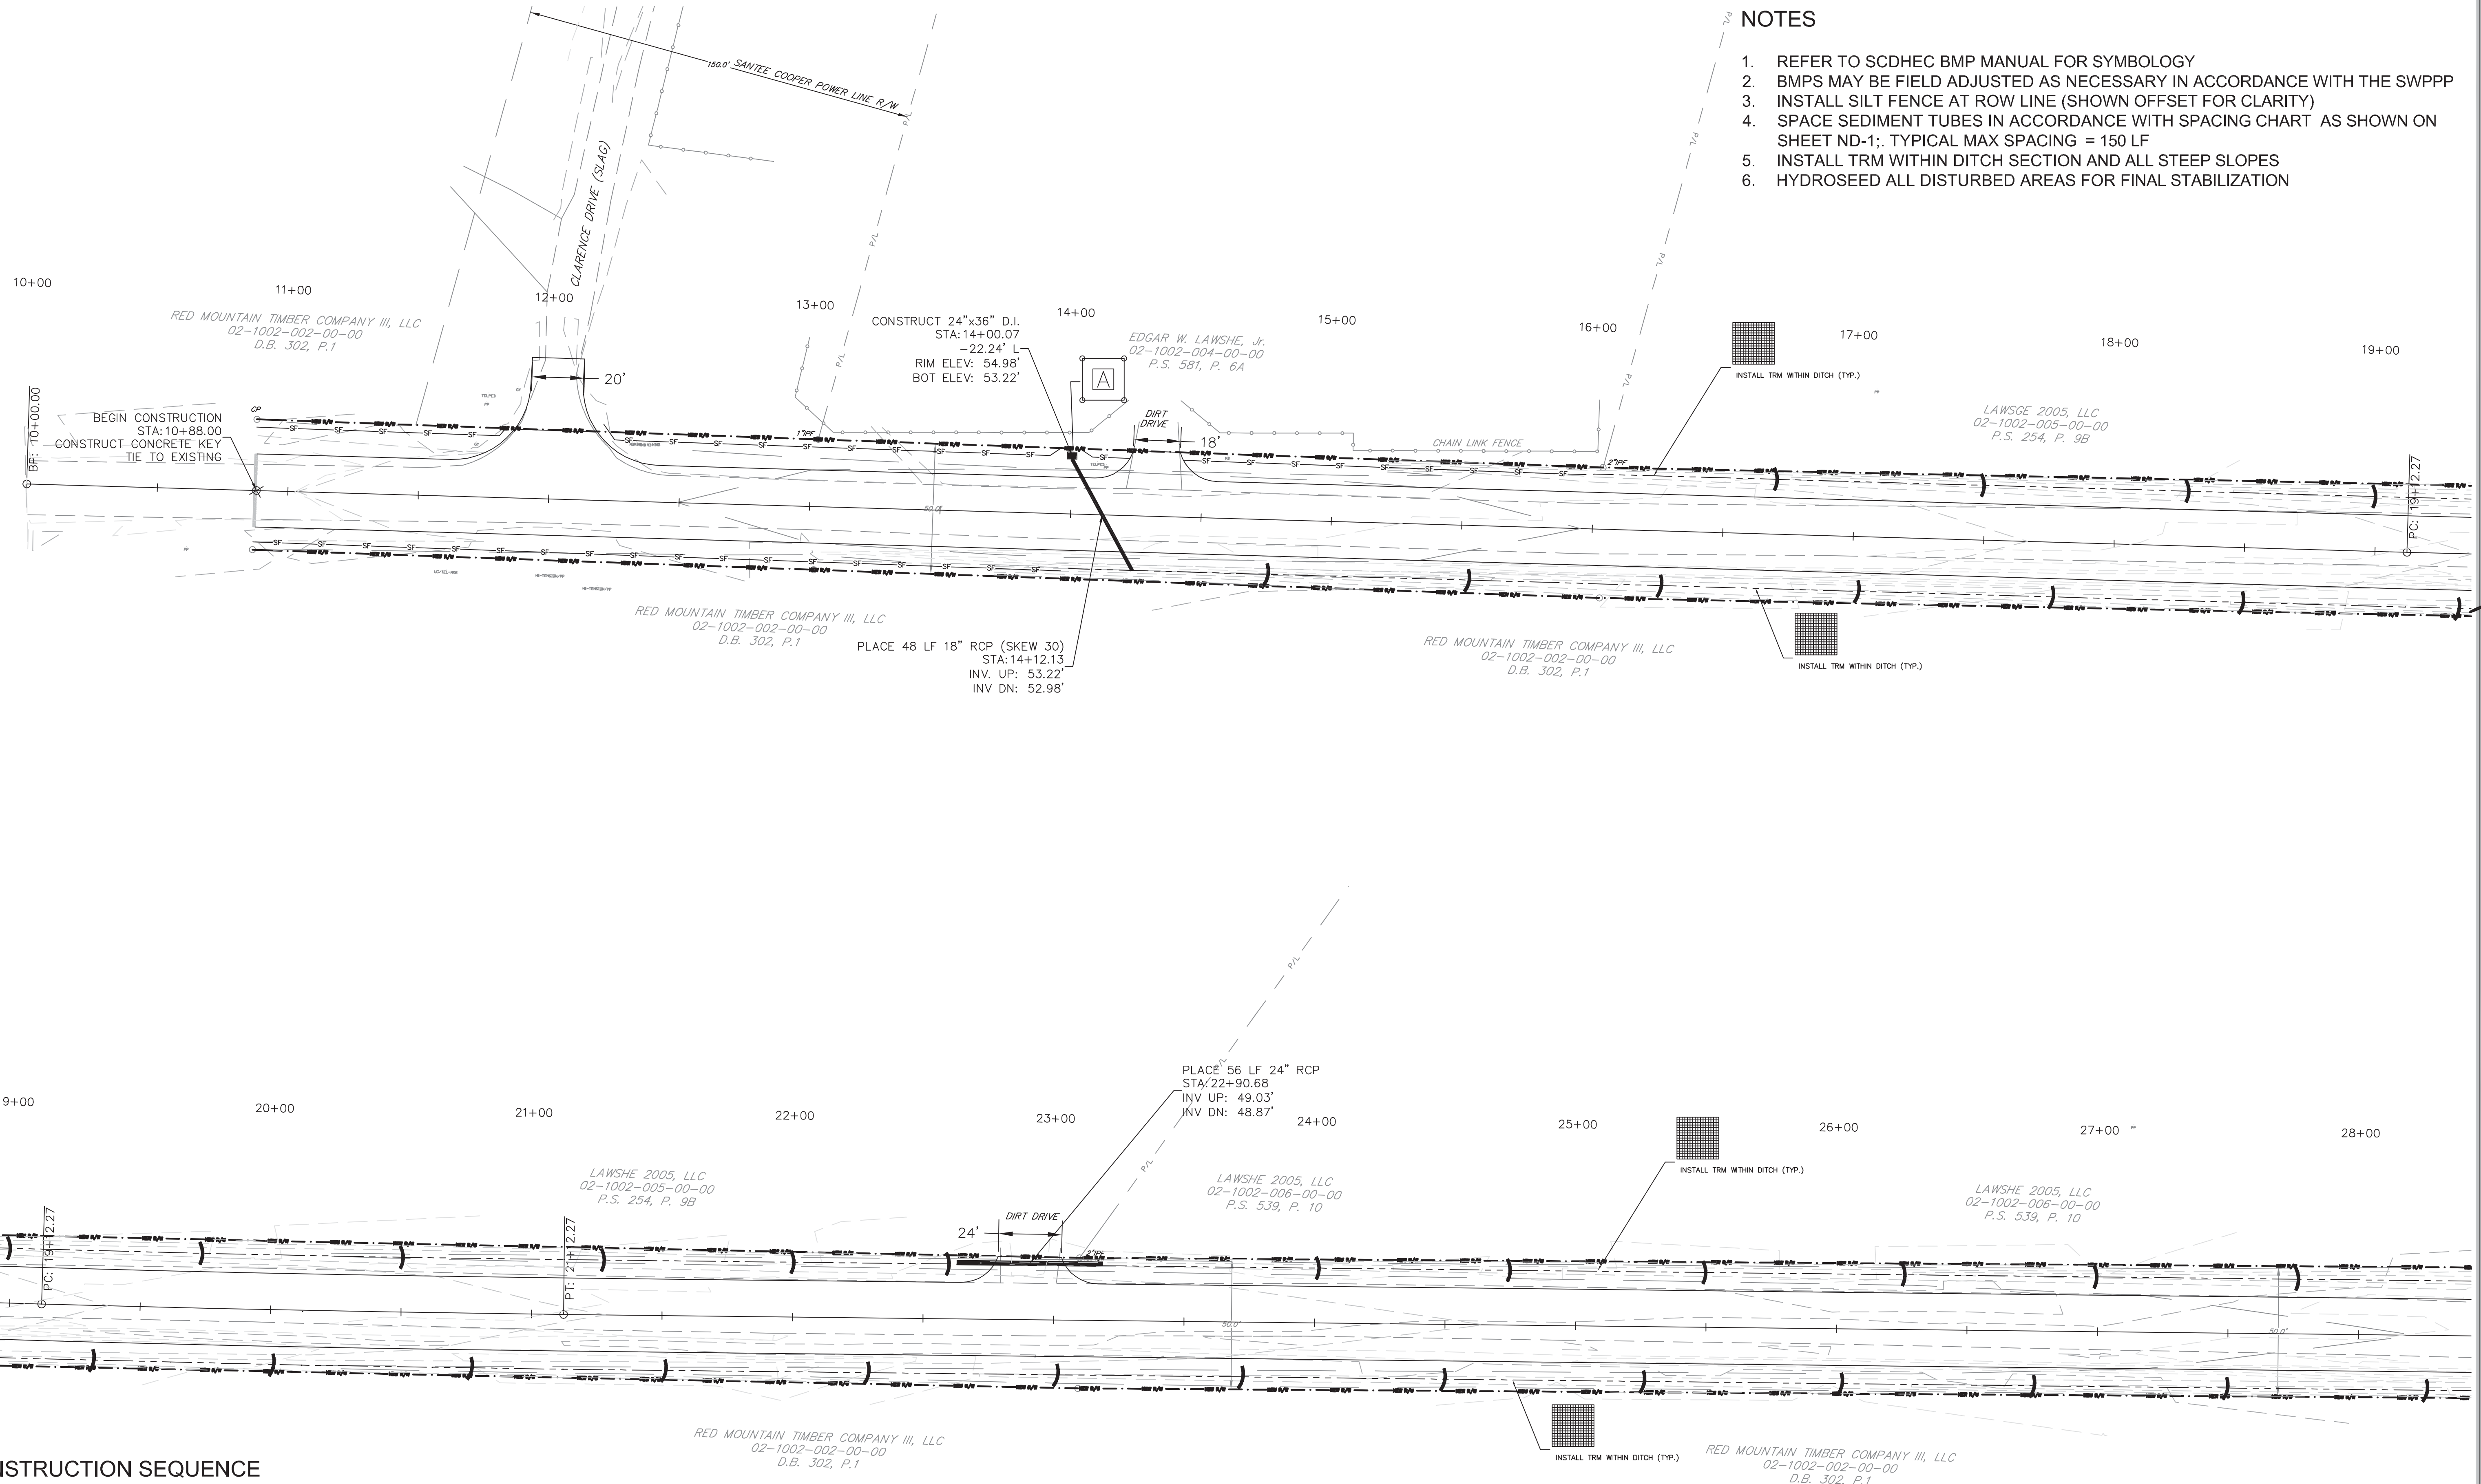 NOTES
1. REFER TO SCDHEC BMP MANUAL FOR SYMBOLOGY
2. BMPS MAY BE FIELD ADJUSTED AS NECESSARY IN ACCORDANCE WITH THE SWPPP
3. INSTALL SILT FENCE AT ROW LINE (SHOWN OFFSET FOR CLARITY)
4. SPACE SEDIMENT TUBES IN ACCORDANCE WITH SPACING CHART AS SHOWN ON
SHEET ND-1;. TYPICAL MAX SPACING = 150 LF
5. INSTALL TRM WITHIN DITCH SECTION AND ALL STEEP SLOPES
6. HYDROSEED ALL DISTURBED AREAS FOR FINAL STABILIZATION
150.0' SANTEE COOPER POWER LINE R/W
CLARENCE DRIVE (SLAG)
P/L
P/L
P/L
P/L
P/L
P/L
P/L
P/L
P/L
10+00
11+00
12+00
13+00
14+00
15+00
16+00
17+00
18+00
19+00
RED MOUNTAIN TIMBER COMPANY III, LLC
02-1002-002-00-00
D.B. 302, P.1
CONSTRUCT 24"x36" D.I.
STA:14+00.07
-22.24' L
RIM ELEV: 54.98'
BOT ELEV: 53.22'
A
EDGAR W. LAWSHE, Jr.
02-1002-004-00-00
P.S. 581, P. 6A
INSTALL TRM WITHIN DITCH (TYP.)
LAWSGE 2005, LLC
02-1002-005-00-00
P.S. 254, P. 9B
20'
BP: 10+00.00
BEGIN CONSTRUCTION
STA:10+88.00
CONSTRUCT CONCRETE KEY
TIE TO EXISTING
CP
1"IPF
DIRT
DRIVE
18'
CHAIN LINK FENCE
2"IPF
50.0'
PC: 19+12.27
RED MOUNTAIN TIMBER COMPANY III, LLC
02-1002-002-00-00
D.B. 302, P.1
PLACE 48 LF 18" RCP (SKEW 30)
STA:14+12.13
INV. UP: 53.22'
INV DN: 52.98'
RED MOUNTAIN TIMBER COMPANY III, LLC
02-1002-002-00-00
D.B. 302, P.1
INSTALL TRM WITHIN DITCH (TYP.)
P/L
P/L
P/L
PLACE 56 LF 24" RCP
STA:22+90.68
INV UP: 49.03'
INV DN: 48.87'
9+00
20+00
21+00
22+00
23+00
24+00
25+00
26+00
27+00
28+00
LAWSHE 2005, LLC
02-1002-005-00-00
P.S. 254, P. 9B
LAWSHE 2005, LLC
02-1002-006-00-00
P.S. 539, P. 10
INSTALL TRM WITHIN DITCH (TYP.)
LAWSHE 2005, LLC
02-1002-006-00-00
P.S. 539, P. 10
PC: 19+12.27
PT: 21+12.27
24'
DIRT DRIVE
2"IPF
50.0'
50.0'
RED MOUNTAIN TIMBER COMPANY III, LLC
02-1002-002-00-00
D.B. 302, P.1
INSTALL TRM WITHIN DITCH (TYP.)
RED MOUNTAIN TIMBER COMPANY III, LLC
02-1002-002-00-00
D.B. 302, P.1
NSTRUCTION SEQUENCE